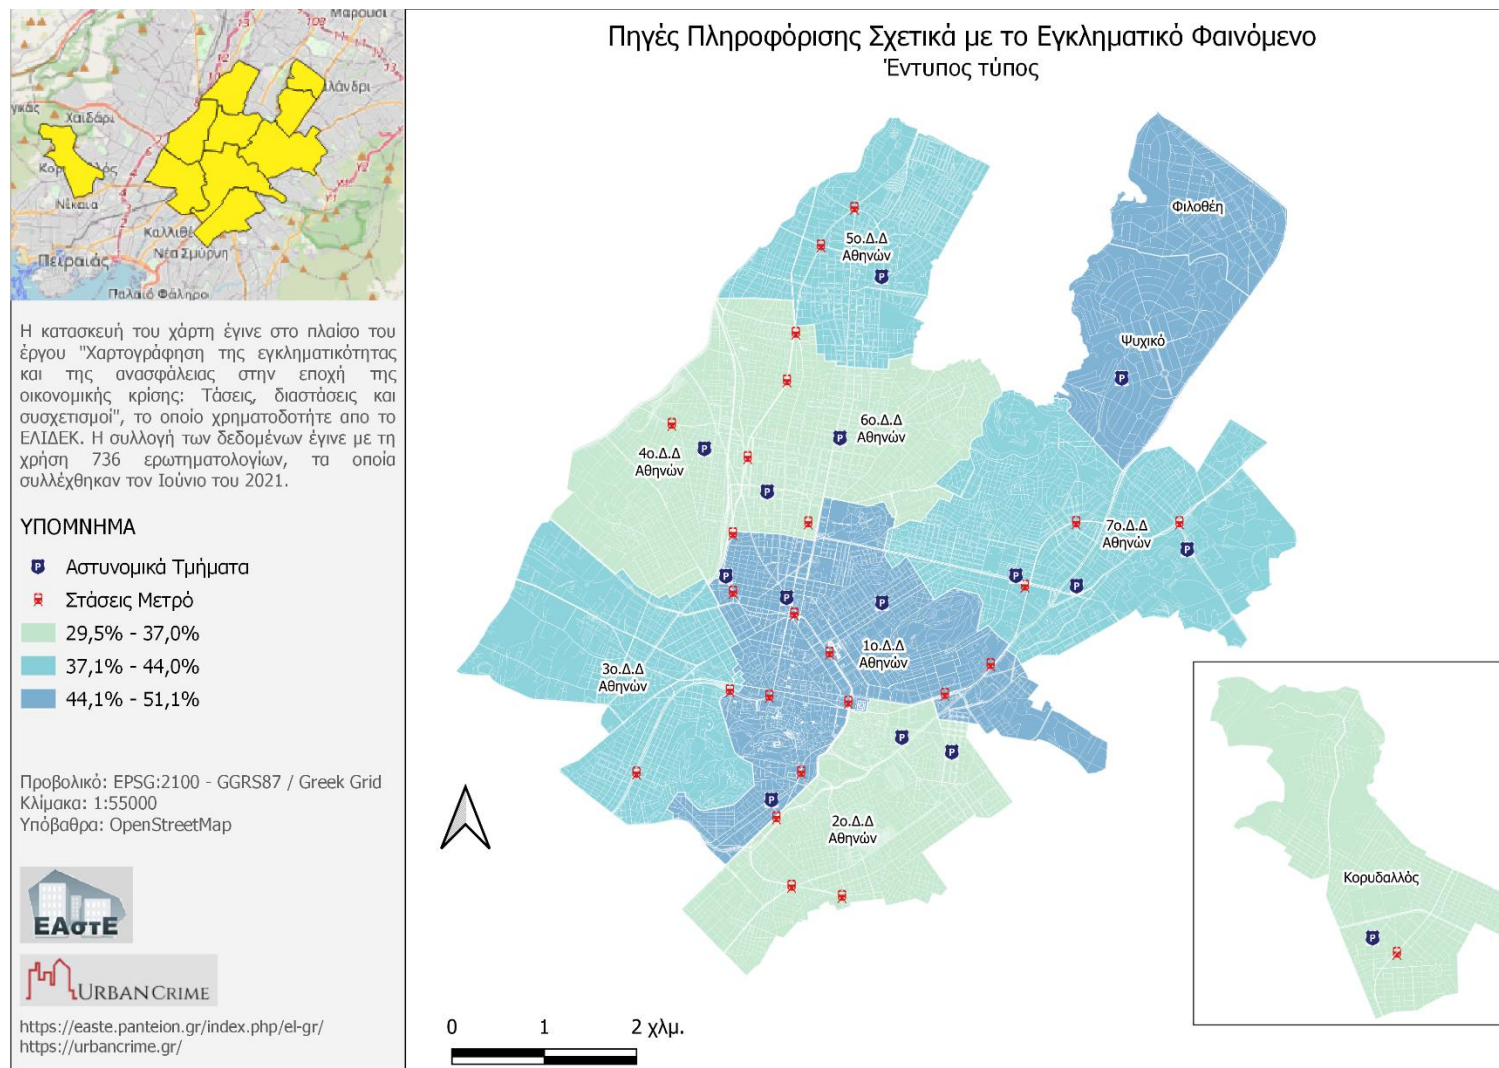 Πηγές Πληροφόρισης Σχετικά με το Εγκληματικό Φαινόμενο
Έντυπος τύπος
Μαρούσι
Χαϊδάρι
Νίκαια
Καλλιθέ
Νέα Σμύρνη
Πειραιάς
Παλαιό Φάληρο
Η κατασκευή του χάρτη έγινε στο πλαίσο του
έργου "Χαρτογράφηση της εγκληματικότητας
και της ανασφάλειας στην εποχή της
οικονομικής κρίσης: Τάσεις, διαστάσεις και
συσχετισμοί", το οποίο χρηματοδοτήτε απο το
ΕΛΙΔΕΚ. Η συλλογή των δεδομένων έγινε με τη
χρήση 736 ερωτηματολογίων, τα οποία
συλλέχθηκαν τον Ιούνιο του 2021.
ΥΠΟΜΝΗΜΑ
Αστυνομικά Τμήματα
Στάσεις Μετρό
29,5% - 37,0%
37,1% - 44,0%
44,1% - 51,1%
Προβολικό: EPSG:2100 - GGRS87 / Greek Grid
Κλίμακα: 1:55000
Υπόβαθρα: OpenStreetMap
ΕΑστΕ
URBANCRIME
https://easte.panteion.gr/index.php/el-gr/
https://urbancrime.gr/
Φιλοθέη
5ο.Δ.Δ
Αθηνών
Ψυχικό
6ο.Δ.Δ
Αθηνών
4ο.Δ.Δ
Αθηνών
7ο.Δ.Δ
Αθηνών
1ο.Δ.Δ
Αθηνών
3ο.Δ.Δ
Αθηνών
2ο.Δ.Δ
Αθηνών
Κορυδαλλός
0 1 2 χλμ.